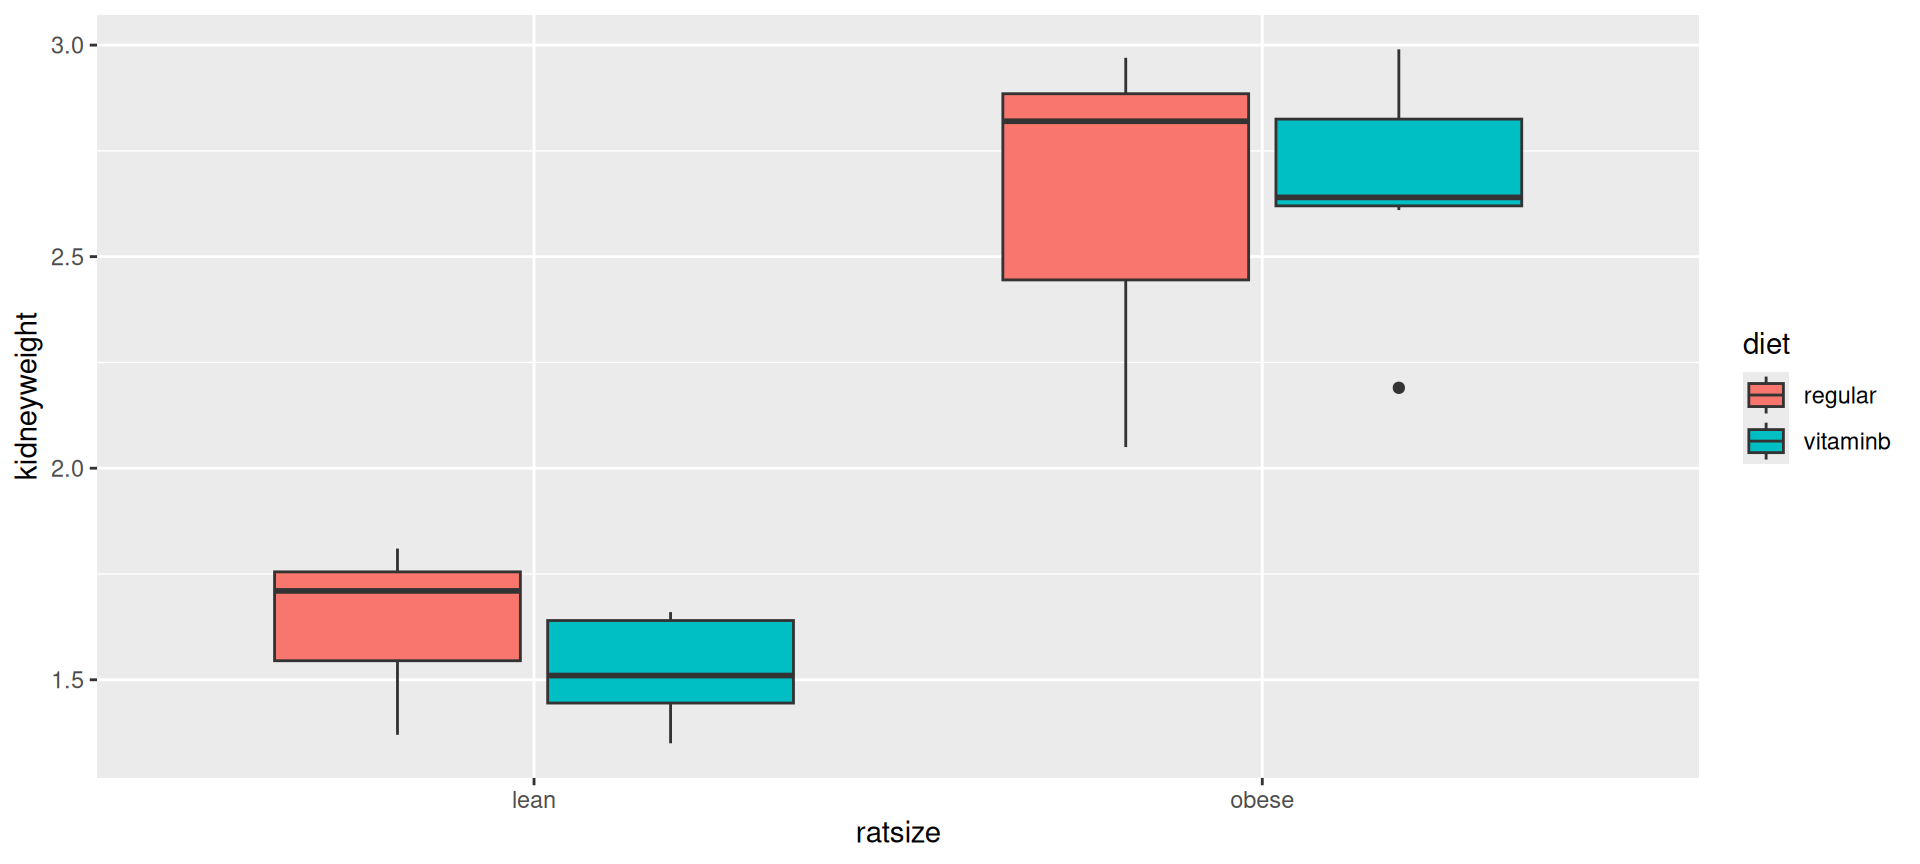 3.0
2.5
2.0
1.5
kidneyweight
lean
obese
ratsize
diet
regular
vitaminb